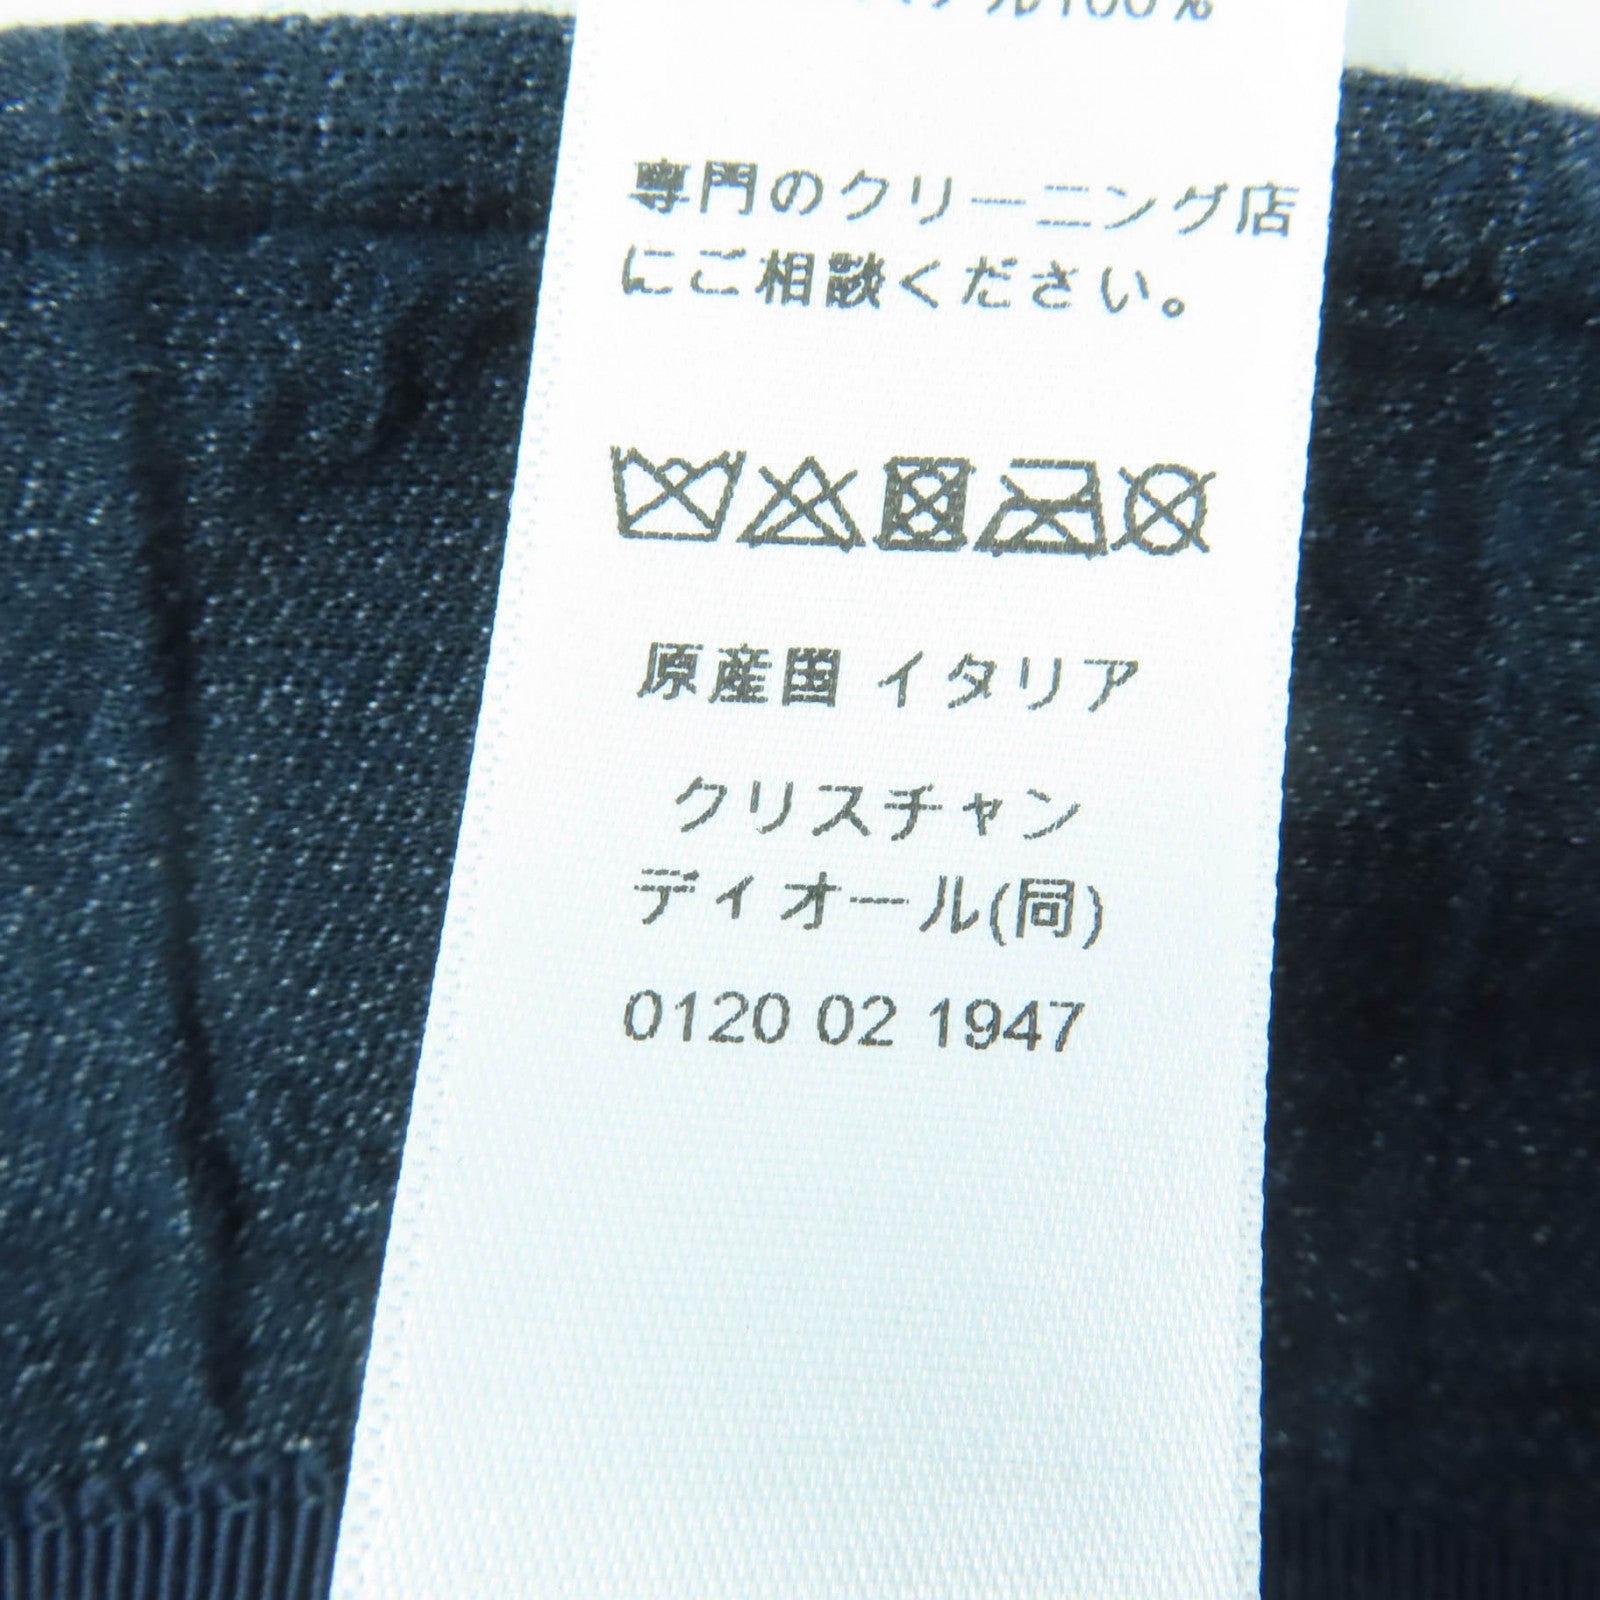 100%
専門のクリーニング店
にご相談ください。
原産国 イタリア
クリスチャン
ディオール(同)
0120 02 1947